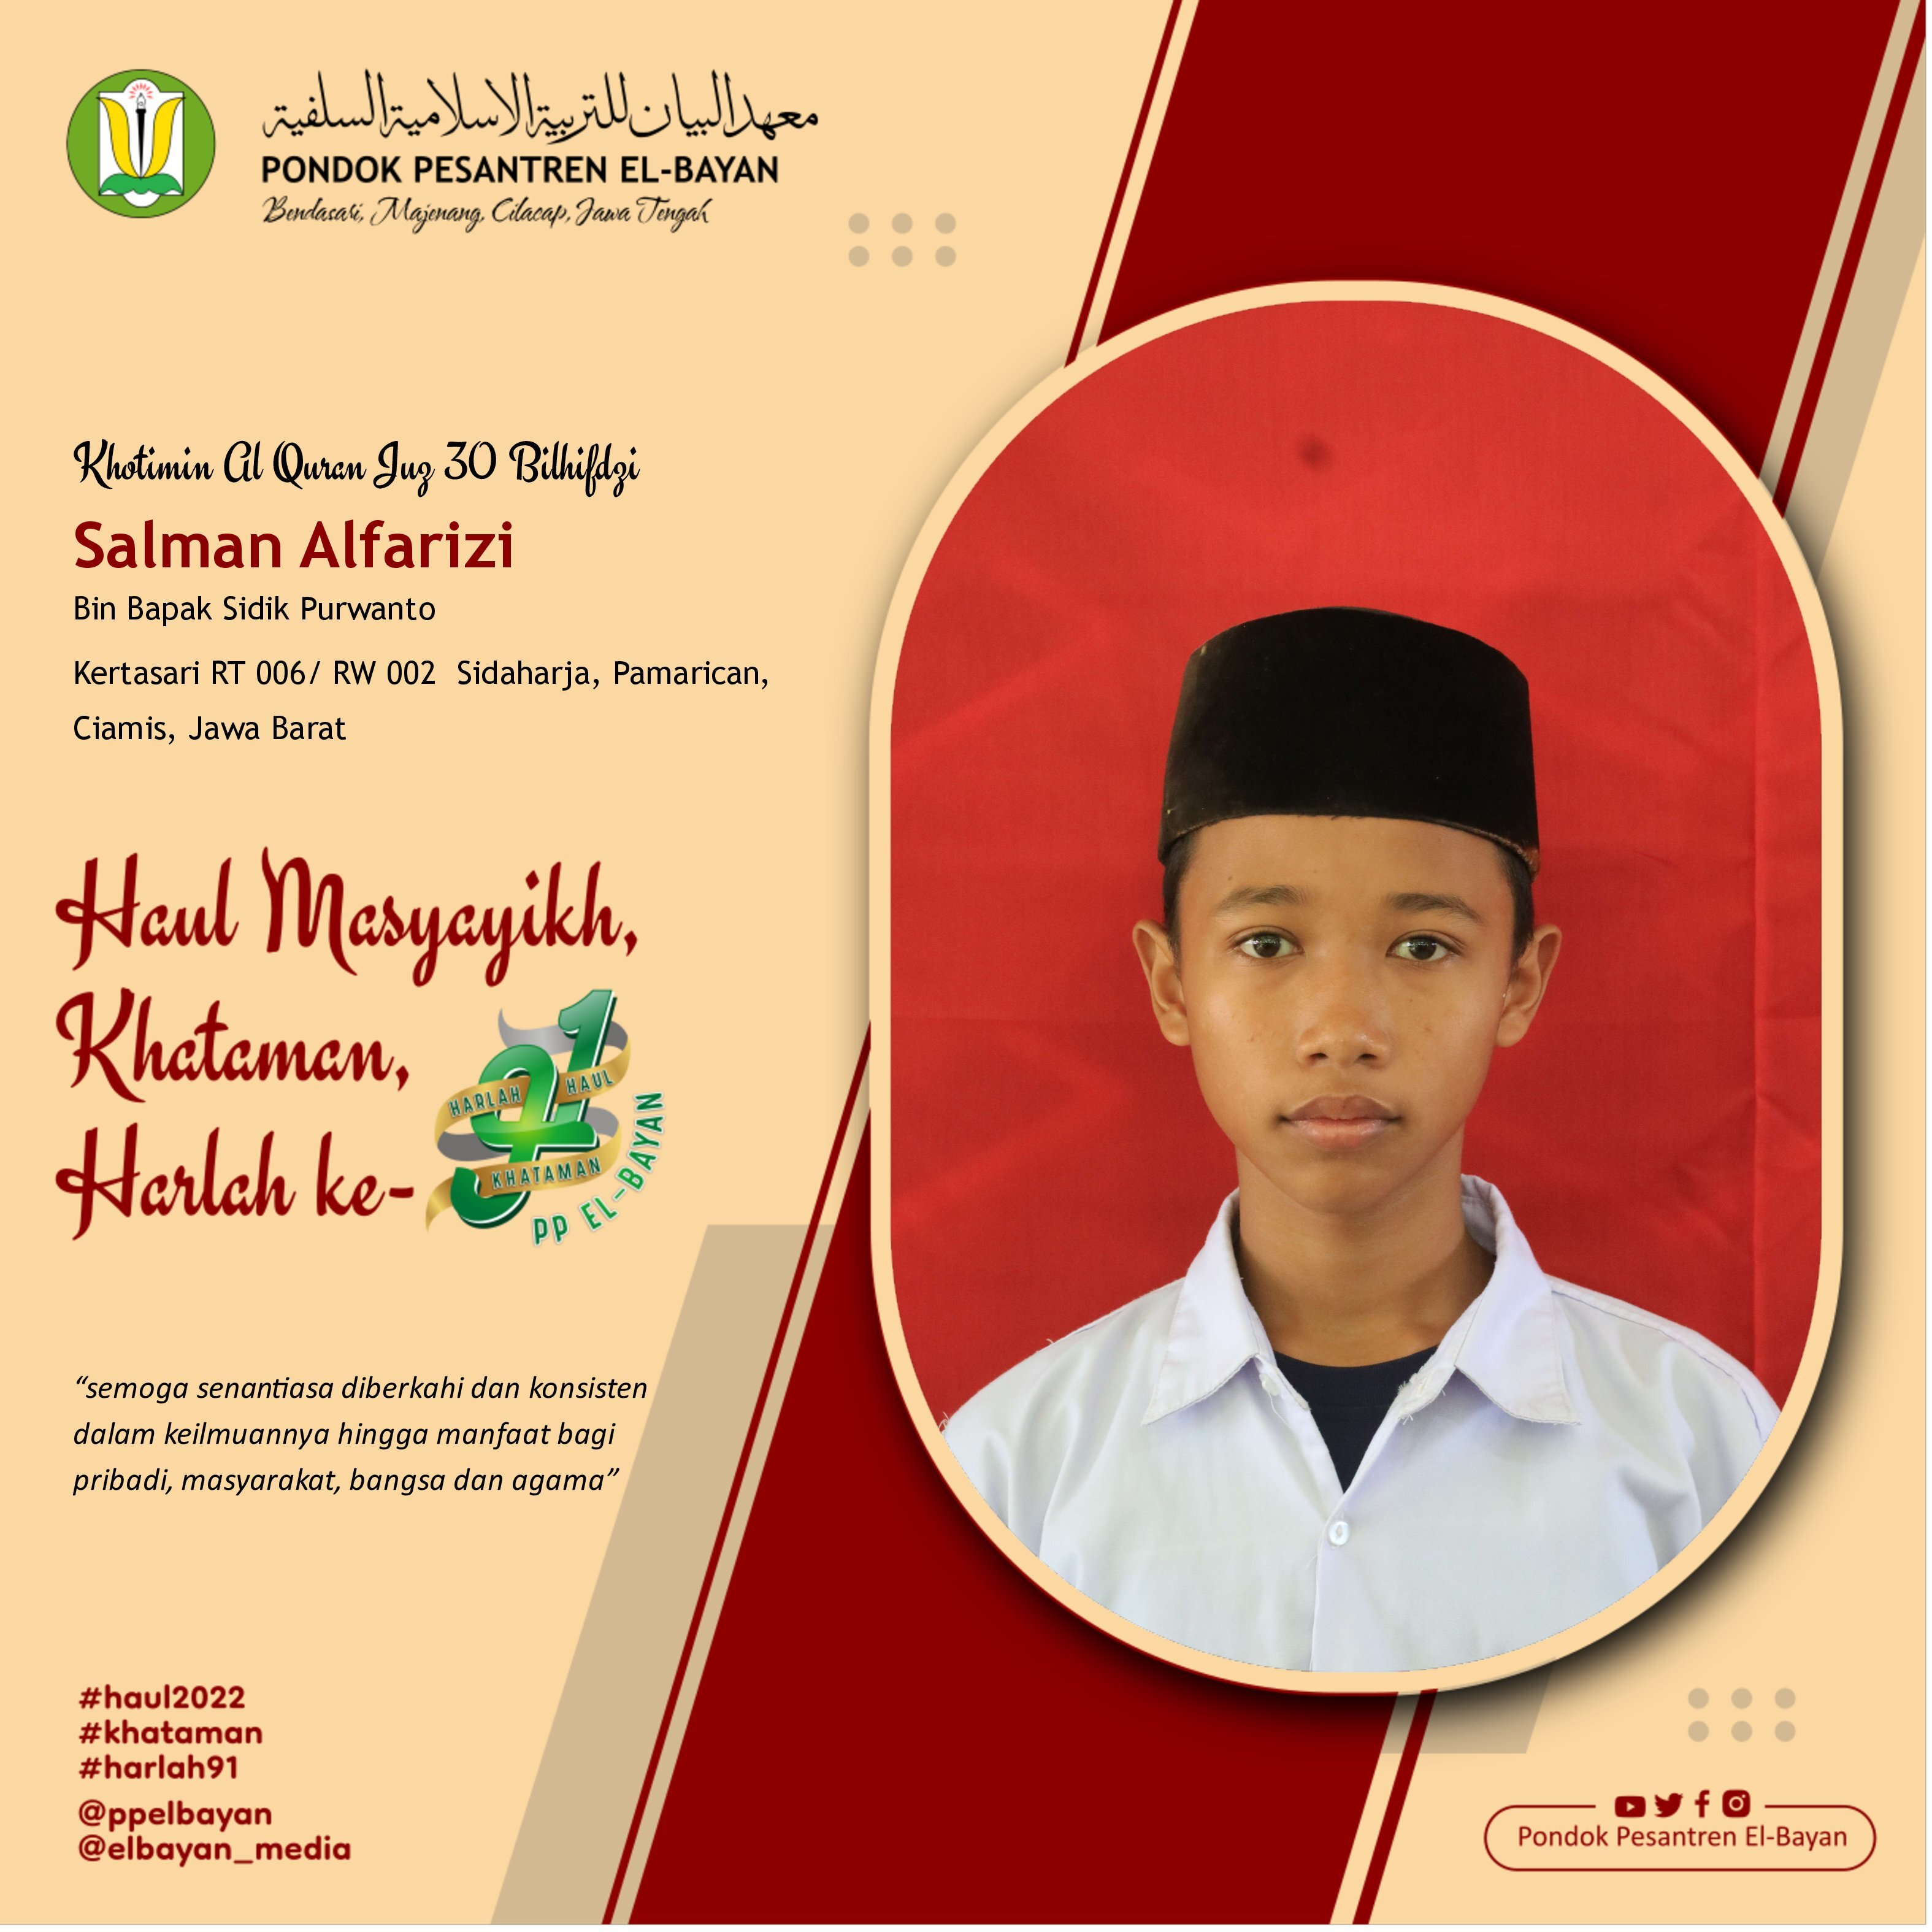 معهد البيان للتربية الاسلامية السلفية
PONDOK PESANTREN EL-BAYAN
Bendasari, Majenang, Cilacap, Jawa Tengah
Khotimin Al Quran Juz 30 Bilhifdzi
Salman Alfarizi
Bin Bapak Sidik Purwanto
Kertasari RT 006/ RW 002 Sidaharja, Pamarican,
Ciamis, Jawa Barat
Haul Masyayikh,
Khataman,
Harlah ke-
91
HARLAH HAUL
KHATAMAN
PP EL-BAYAN
“semoga senantiasa diberkahi dan konsisten
dalam keilmuannya hingga manfaat bagi
pribadi, masyarakat, bangsa dan agama”
#haul2022
#khataman
#harlah91
@ppelbayan
@elbayan_media
Pondok Pesantren El-Bayan